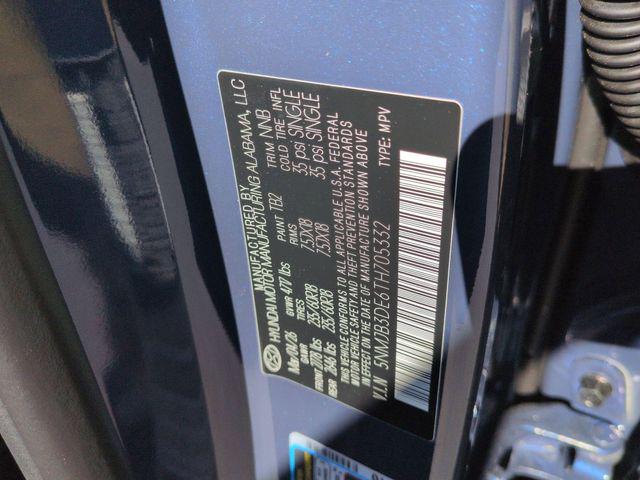 MANUFACTURED BY
HYUNDAI MOTOR MANUFACTURING ALABAMA, LLC
PAINT TB2 TRIM NNB
GVWR 4717 lbs
GAWR TIRES RIMS COLD TIRE INFL
FRONT 2778 lbs 235/60R18 7.5JX18 35 psi SINGLE
REAR 2684 lbs 235/60R18 7.5JX18 35 psi SINGLE
THIS VEHICLE CONFORMS TO ALL APPLICABLE U.S.A. FEDERAL
MOTOR VEHICLE SAFETY AND THEFT PREVENTION STANDARDS
IN EFFECT ON THE DATE OF MANUFACTURE SHOWN ABOVE
V.I.N 5NMJB3DE6TH705332 TYPE: MPV